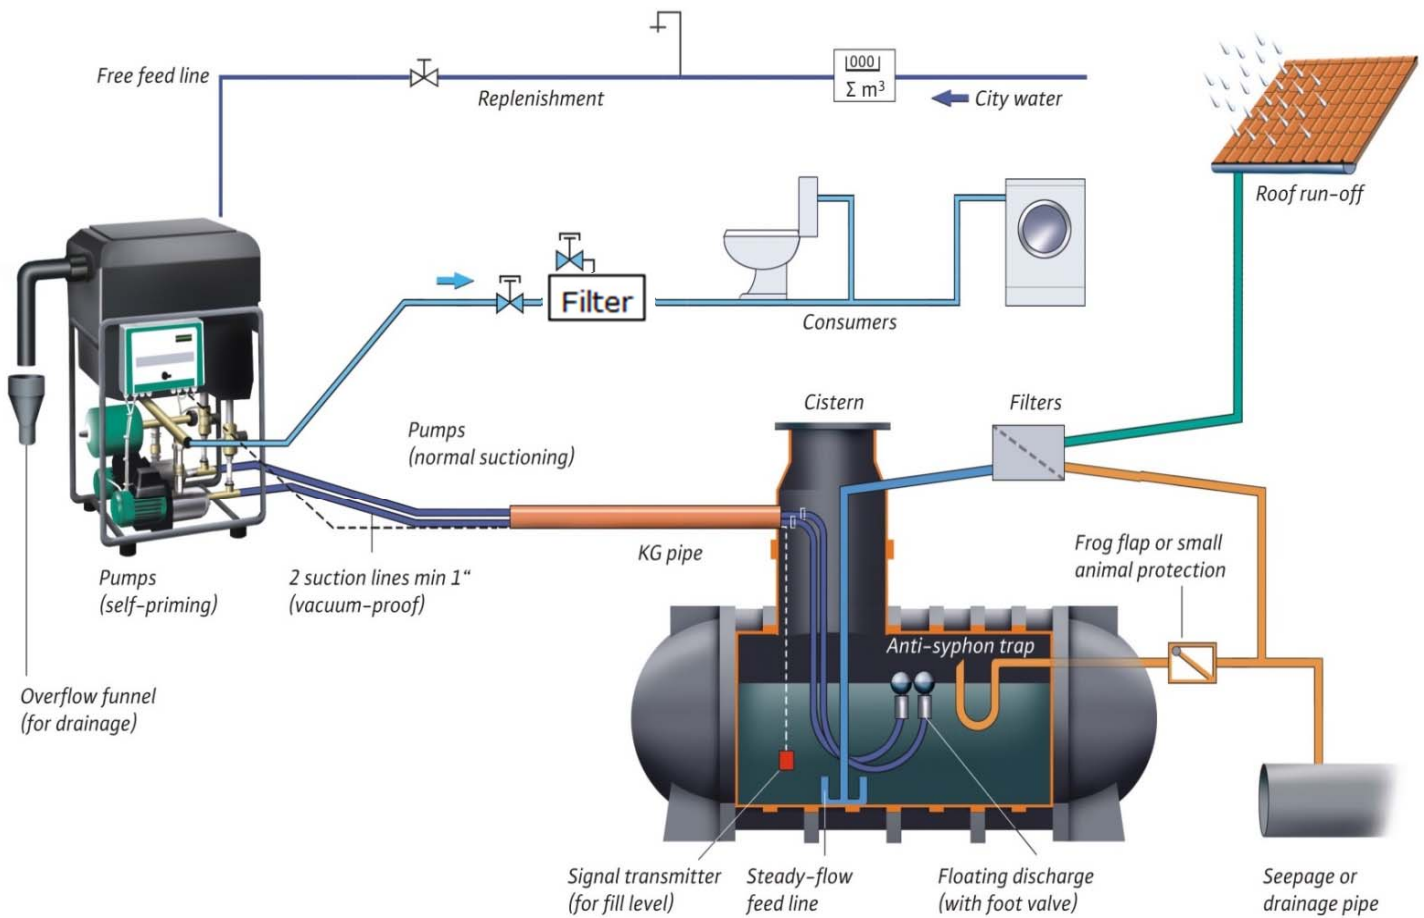 Free feed line
Replenishment
000
Σ m³
City water
Roof run-off
Filter
Consumers
Cistern
Filters
Pumps
(normal suctioning)
KG pipe
Frog flap or small
animal protection
Pumps
(self-priming)
2 suction lines min 1“
(vacuum-proof)
Anti-syphon trap
Overflow funnel
(for drainage)
Signal transmitter
(for fill level)
Steady-flow
feed line
Floating discharge
(with foot valve)
Seepage or
drainage pipe